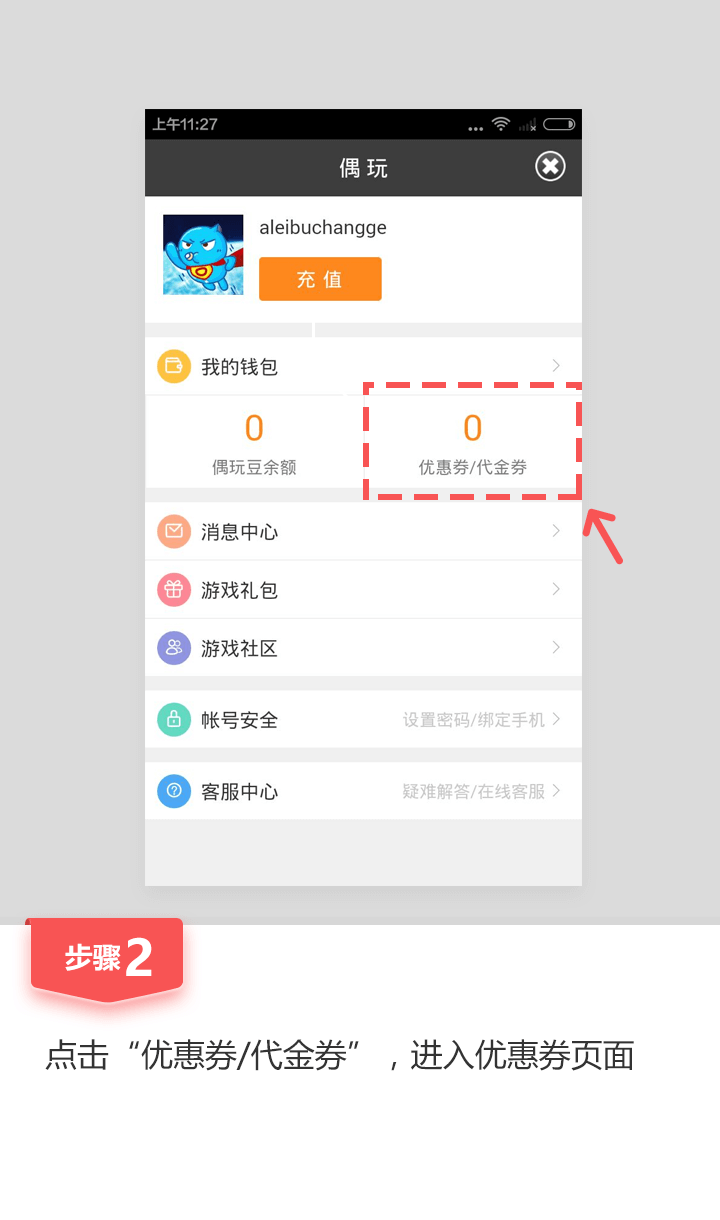 上午11:27
偶玩
aleibuchangge
充值
我的钱包
0
偶玩豆余额
0
优惠券/代金券
消息中心
游戏礼包
游戏社区
帐号安全 设置密码/绑定手机
客服中心 疑难解答/在线客服
步骤2
点击“优惠券/代金券”，进入优惠券页面